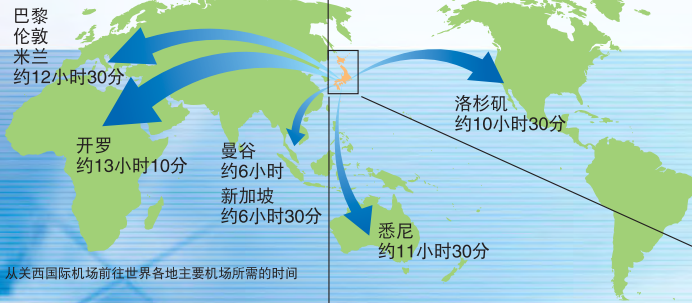 巴黎
伦敦
米兰
约12小时30分
开罗
约13小时10分
曼谷
约6小时
新加坡
约6小时30分
洛杉矶
约10小时30分
悉尼
约11小时30分
从关西国际机场前往世界各地主要机场所需的时间